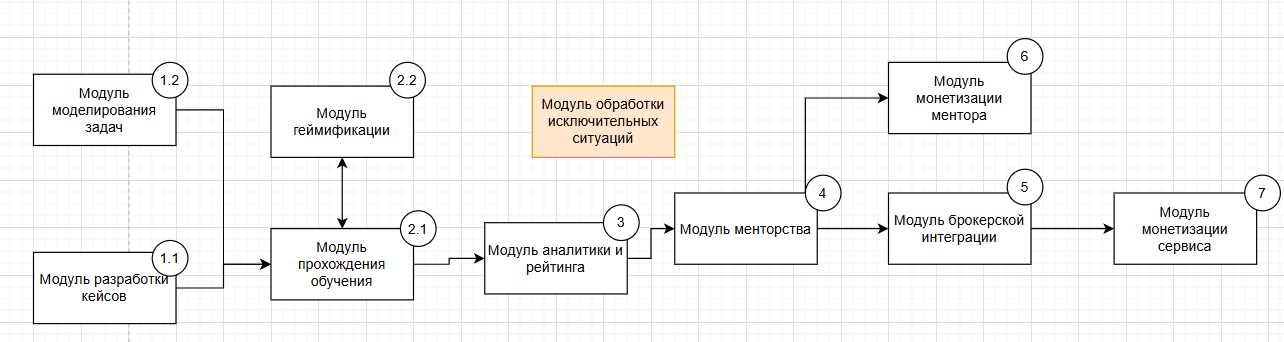 1.2
Модуль
моделирования
задач
1.1
Модуль разработки
кейсов
2.2
Модуль
геймификации
2.1
Модуль
прохождения
обучения
Модуль обработки
исключительных
ситуаций
3
Модуль аналитики и
рейтинга
4
Модуль менторства
6
Модуль
монетизации
ментора
5
Модуль брокерской
интеграции
7
Модуль
монетизации
сервиса